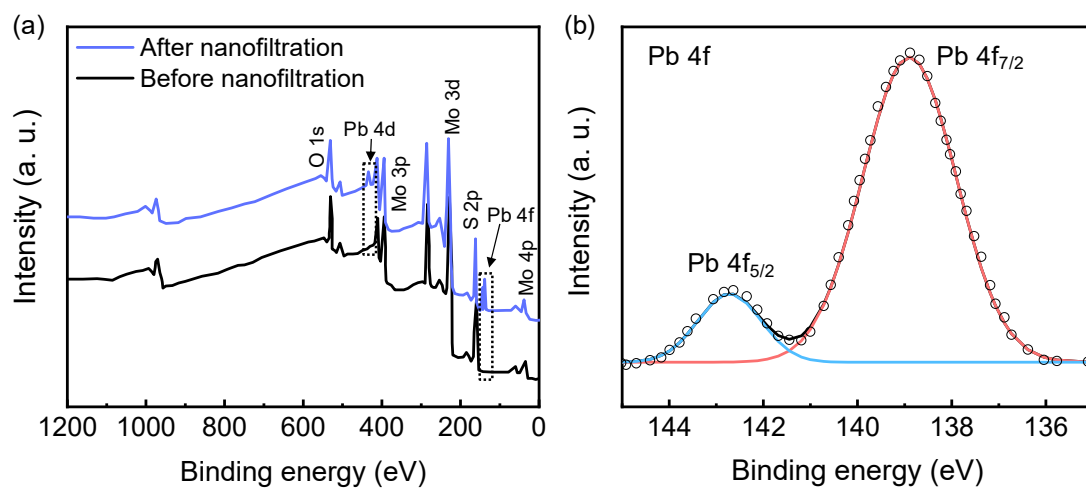 (a)
After nanofiltration
Before nanofiltration
O 1s
Pb 4d
Mo 3p
Mo 3d
S 2p
Pb 4f
Mo 4p
Intensity (a. u.)
1200 1000 800 600 400 200 0
Binding energy (eV)
(b)
Pb 4f
Pb 4f7/2
Pb 4f5/2
Intensity (a. u.)
144 142 140 138 136
Binding energy (eV)